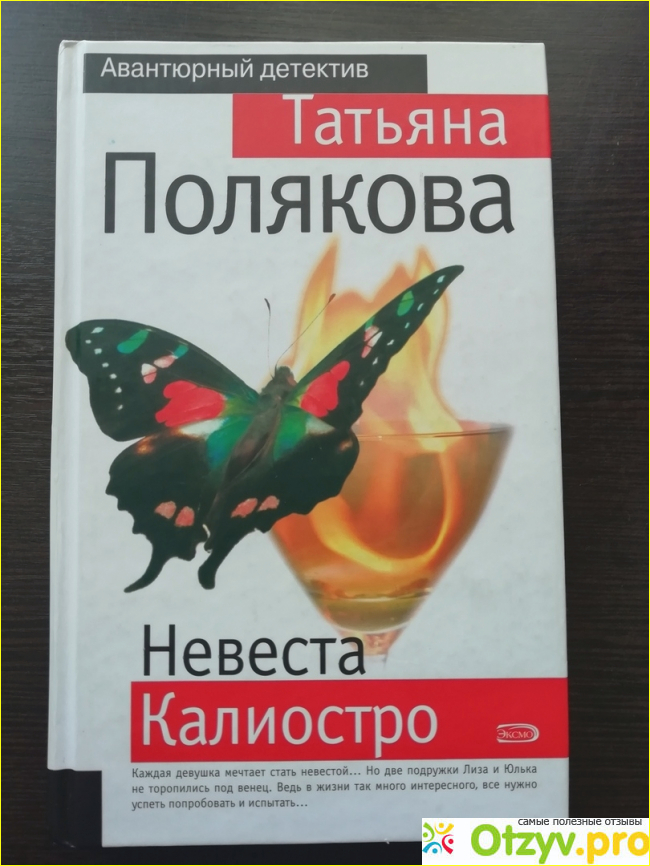 Авантюрный детектив
Татьяна
Полякова
Невеста
Калиостро
ЭКСМО
Каждая девушка мечтает стать невестой... Но две подружки Лиза и Юлька
не торопились под венец. Ведь в жизни так много интересного, все нужно
успеть попробовать и испытать...
самые полезные отзывы
Otzyv.pro